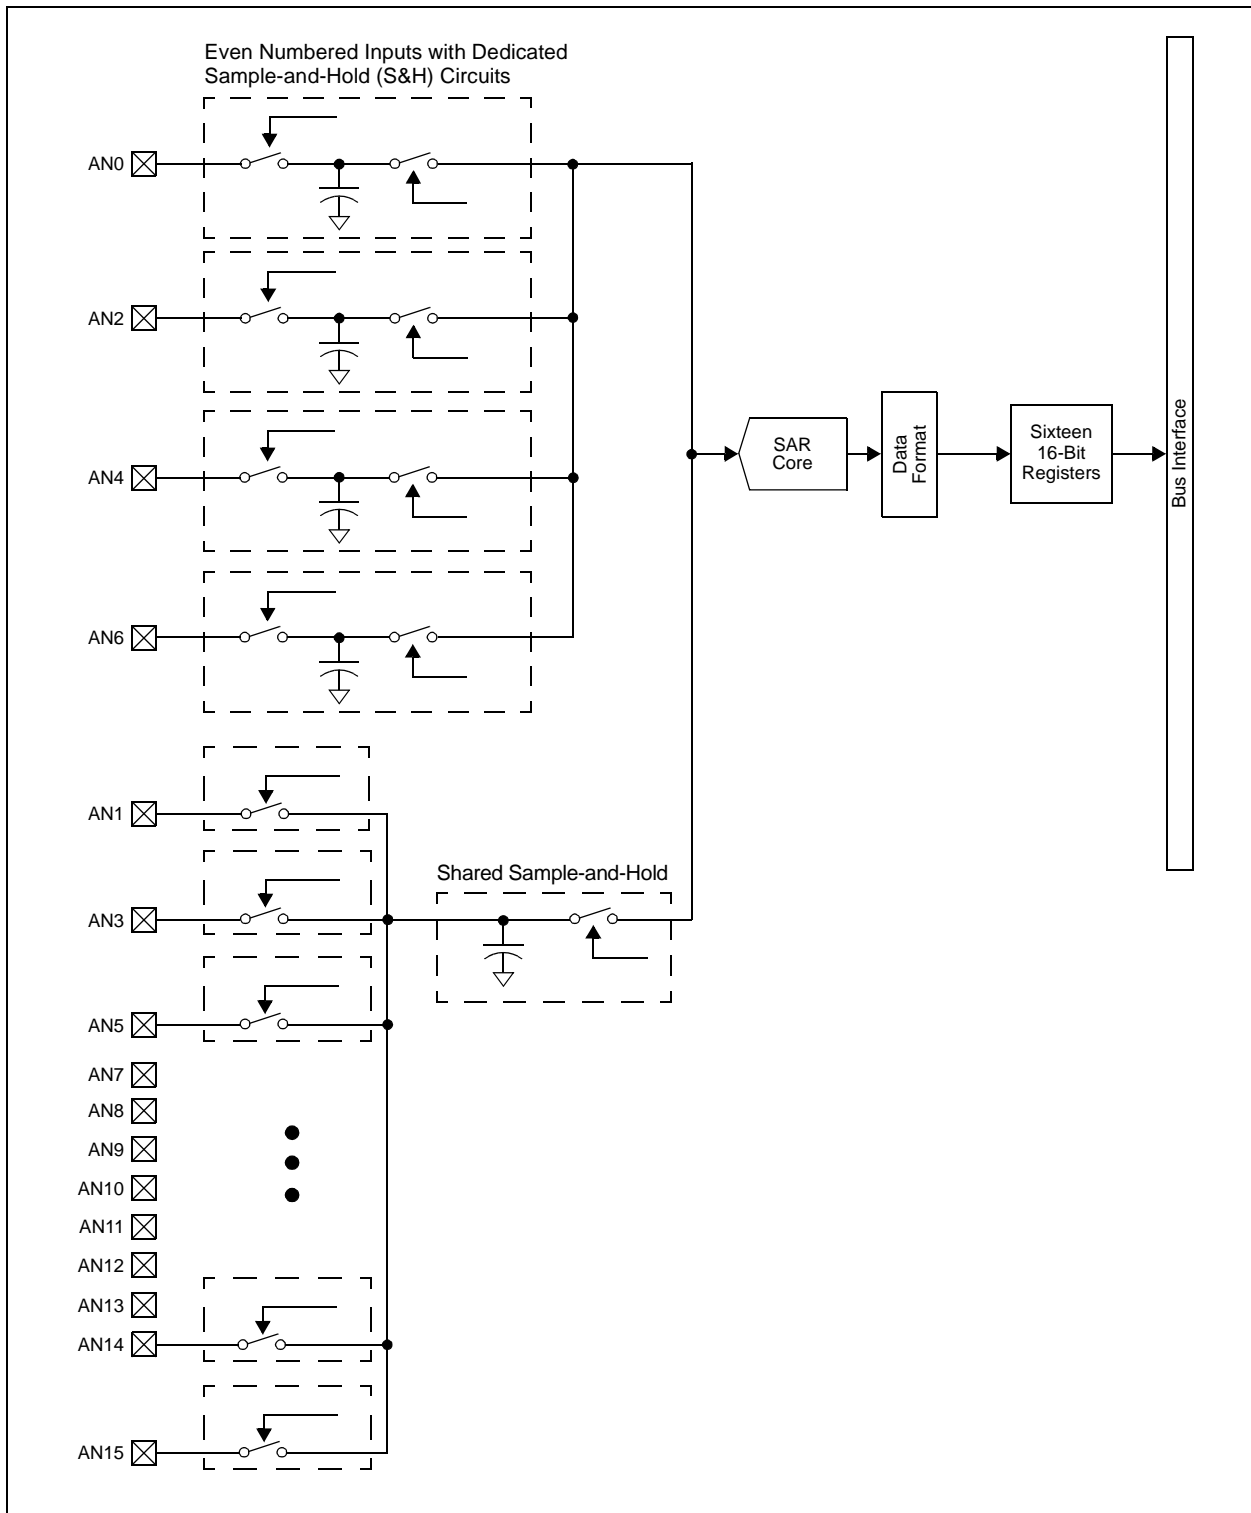 Even Numbered Inputs with Dedicated
Sample-and-Hold (S&H) Circuits
AN0
AN2
AN4
AN6
SAR
Core
Data
Format
Sixteen
16-Bit
Registers
Bus Interface
AN1
Shared Sample-and-Hold
AN3
AN5
AN7
AN8
AN9
AN10
AN11
AN12
AN13
AN14
AN15